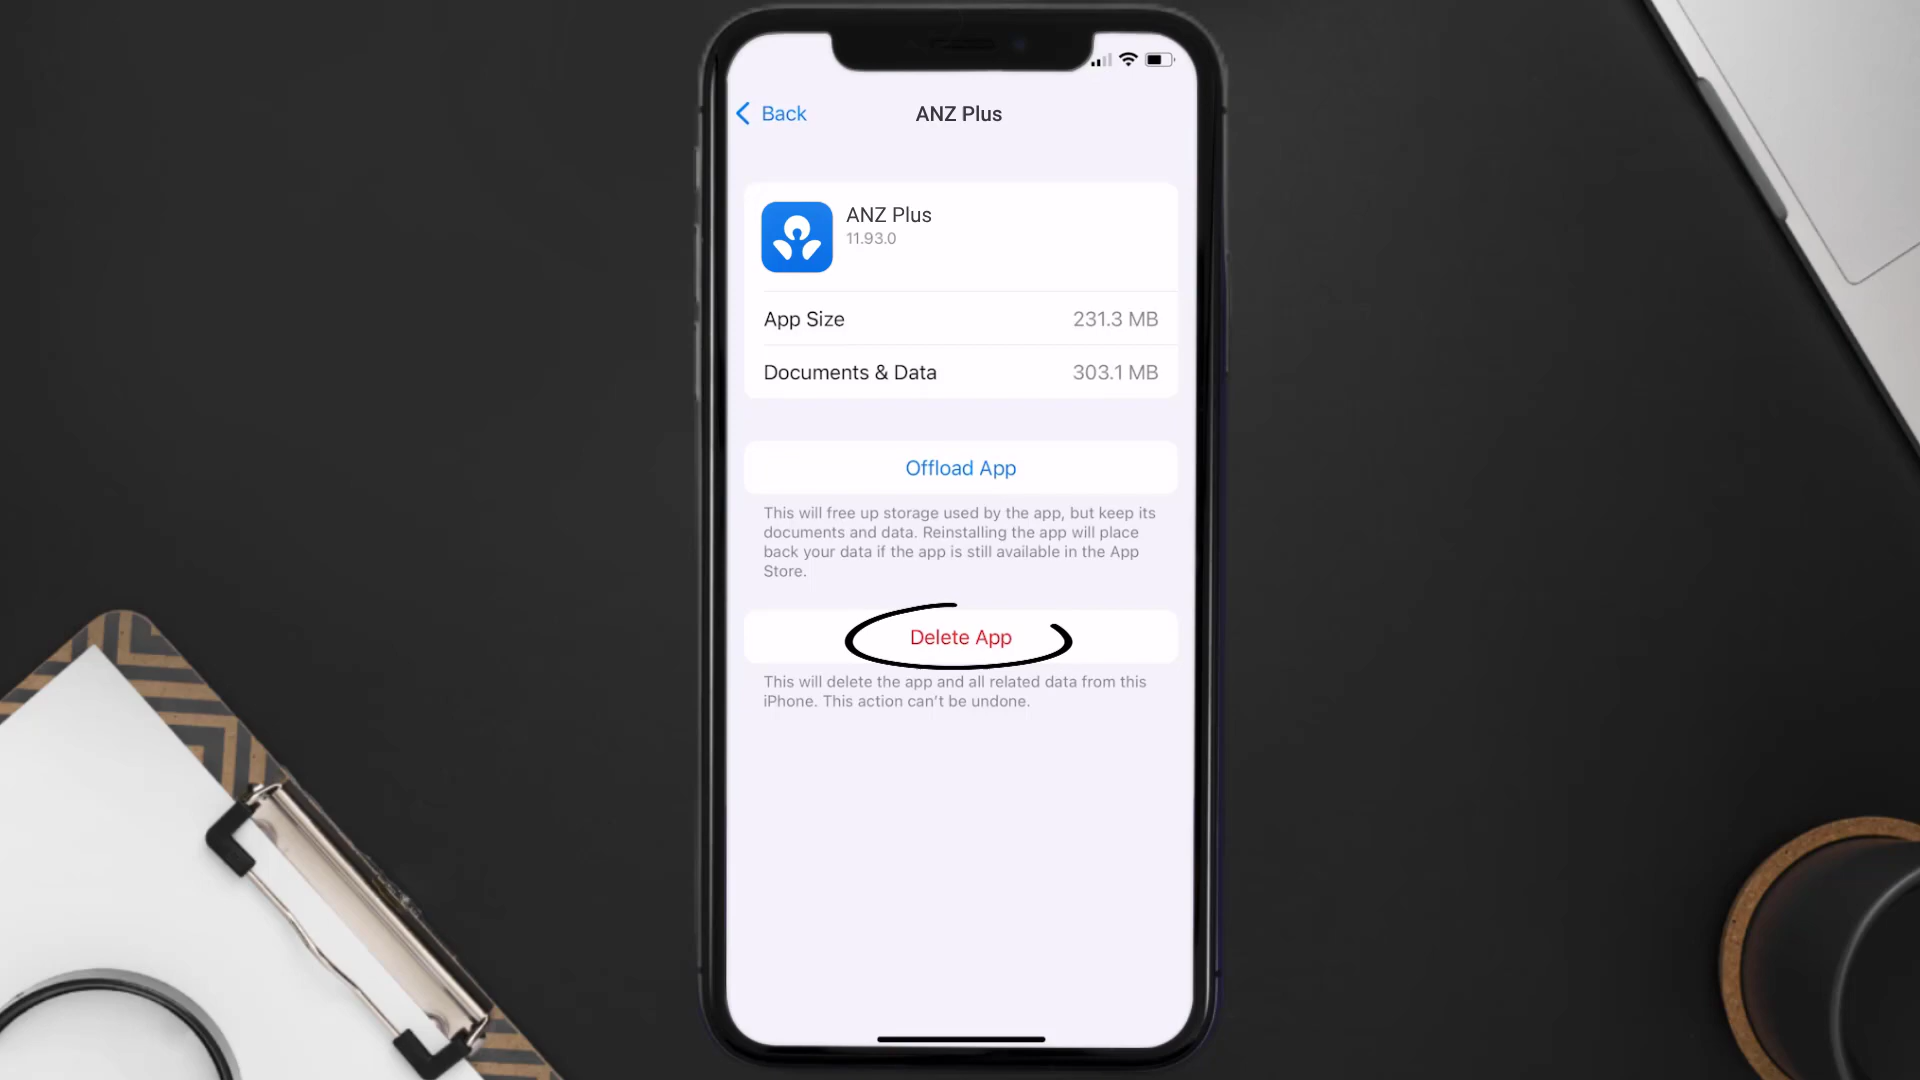 Back
ANZ Plus
ANZ Plus
11.93.0
App Size 231.3 MB
Documents & Data 303.1 MB
Offload App
This will free up storage used by the app, but keep its
documents and data. Reinstalling the app will place
back your data if the app is still available in the App
Store.
Delete App
This will delete the app and all related data from this
iPhone. This action can’t be undone.